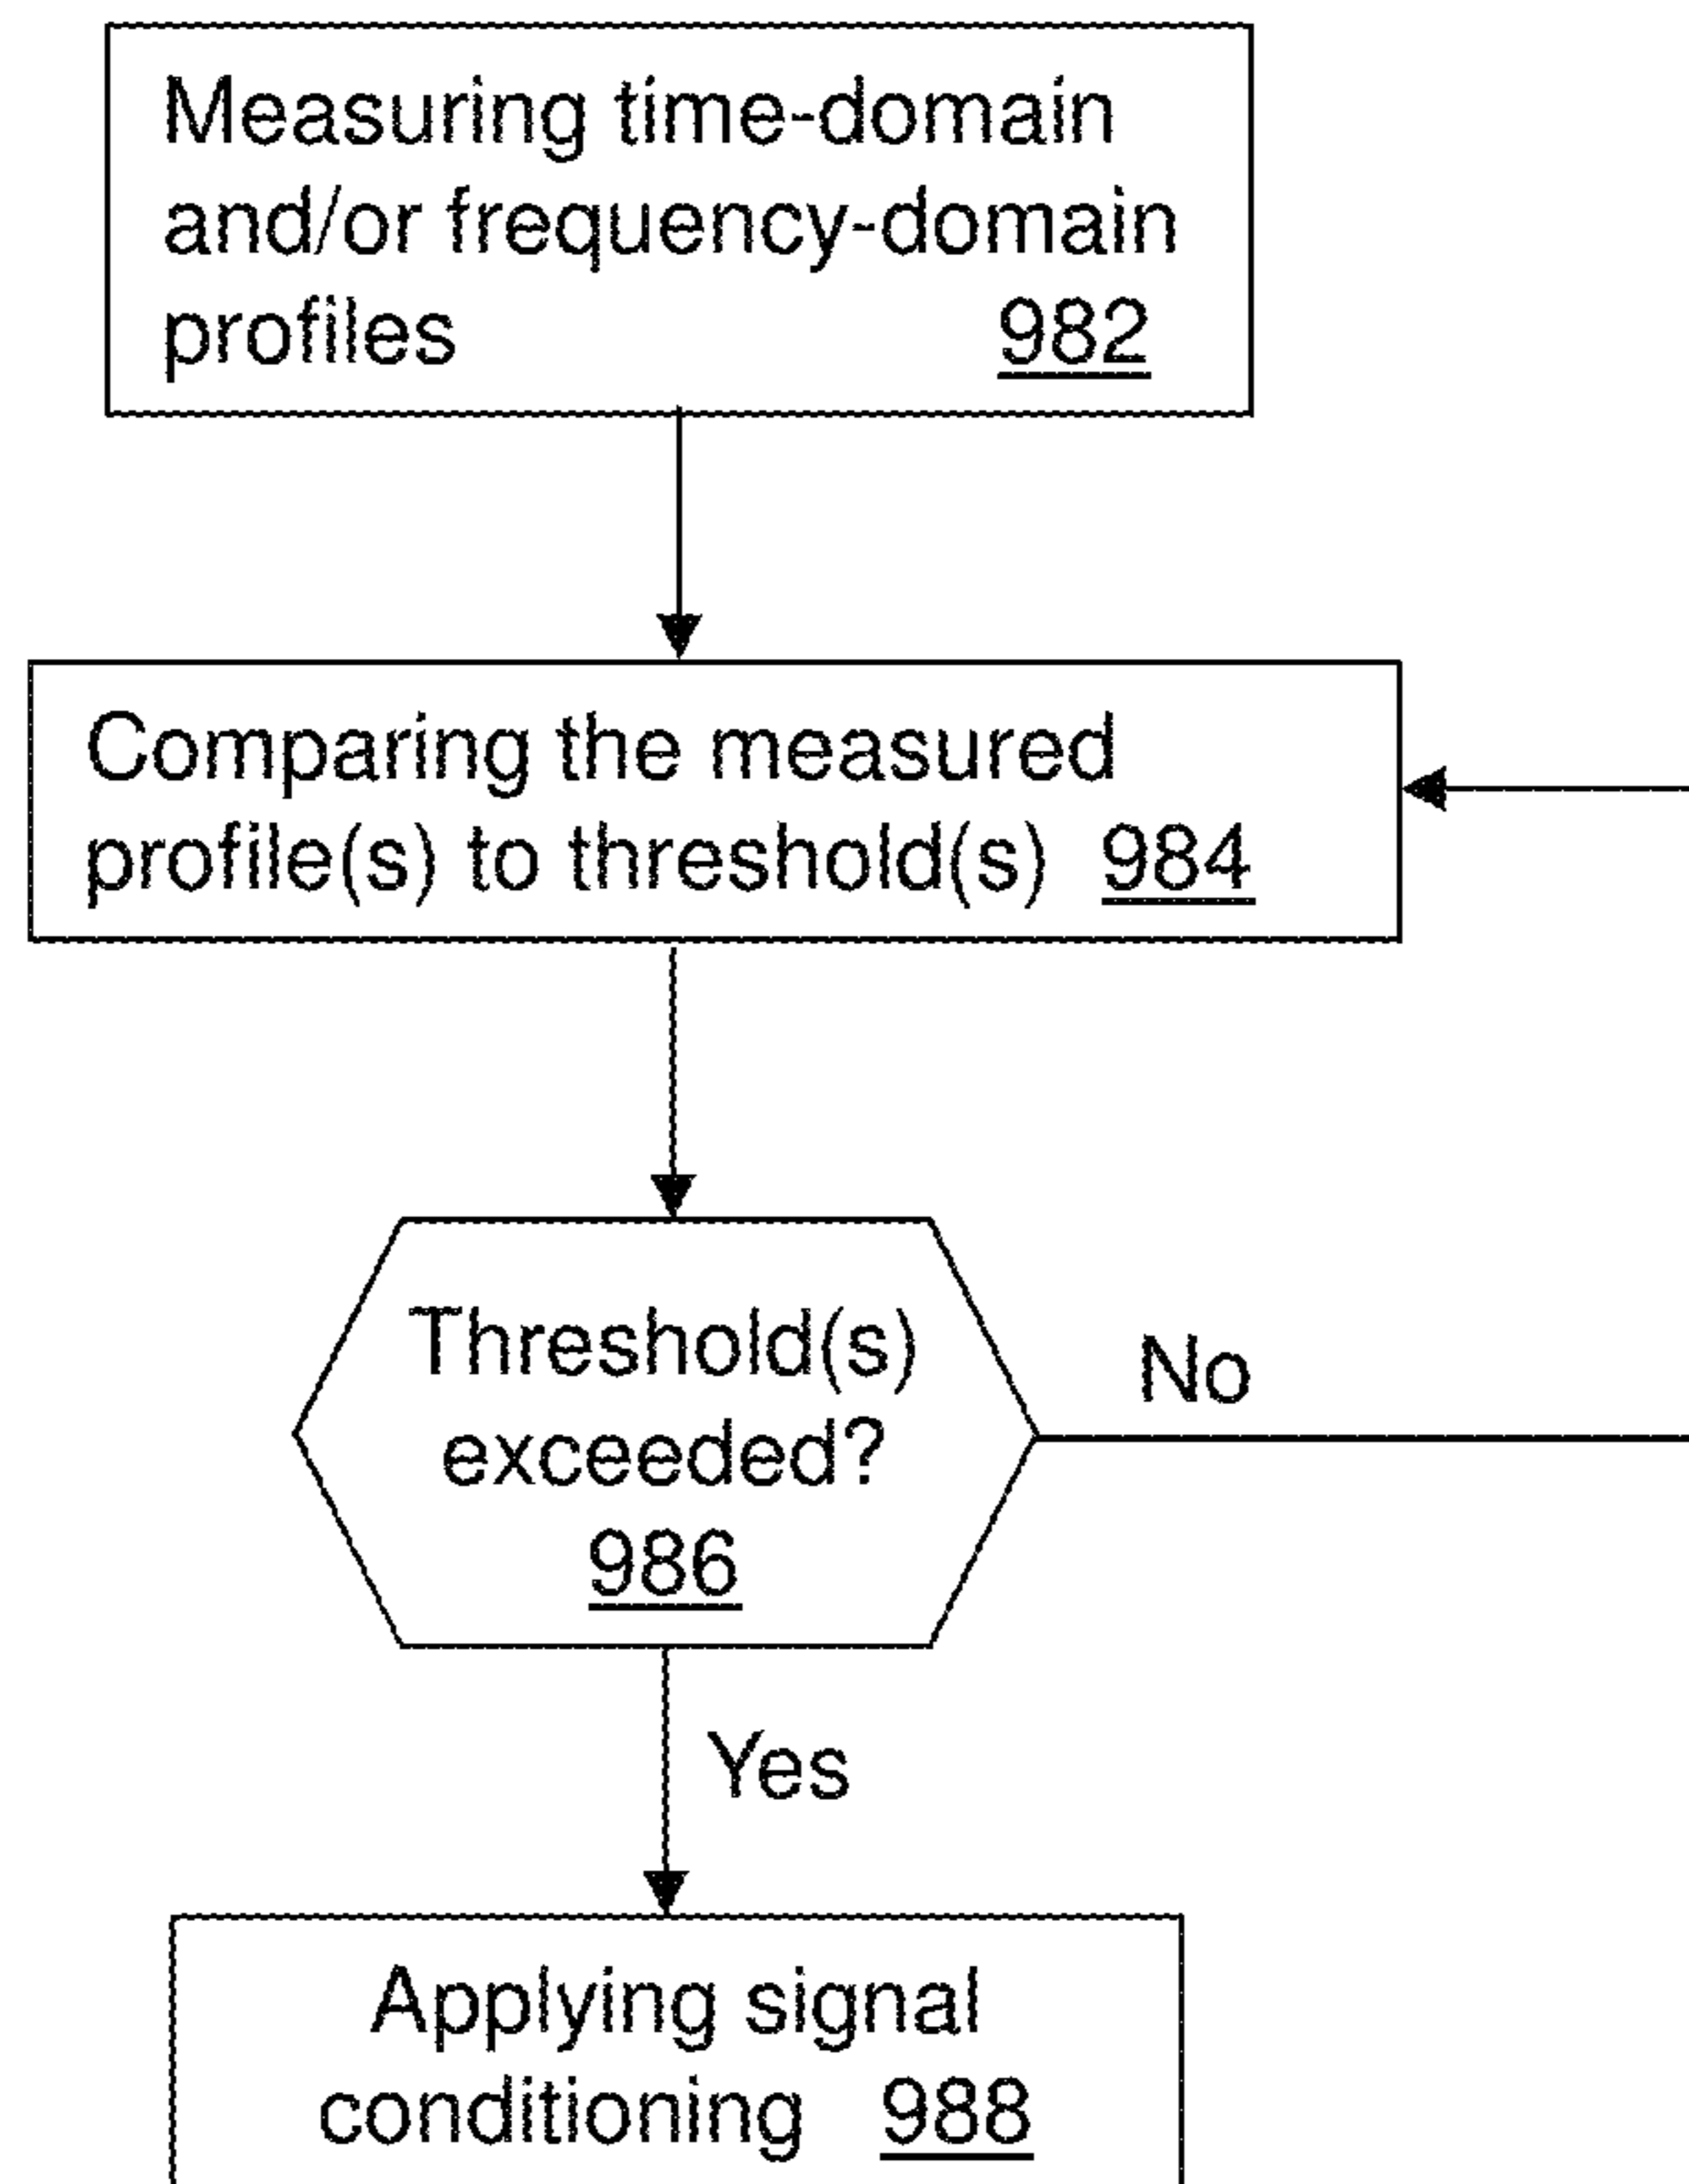 Measuring time-domain
and/or frequency-domain
profiles 982
Comparing the measured
profile(s) to threshold(s) 984
Threshold(s)
exceeded?
986
No
Yes
Applying signal
conditioning 988